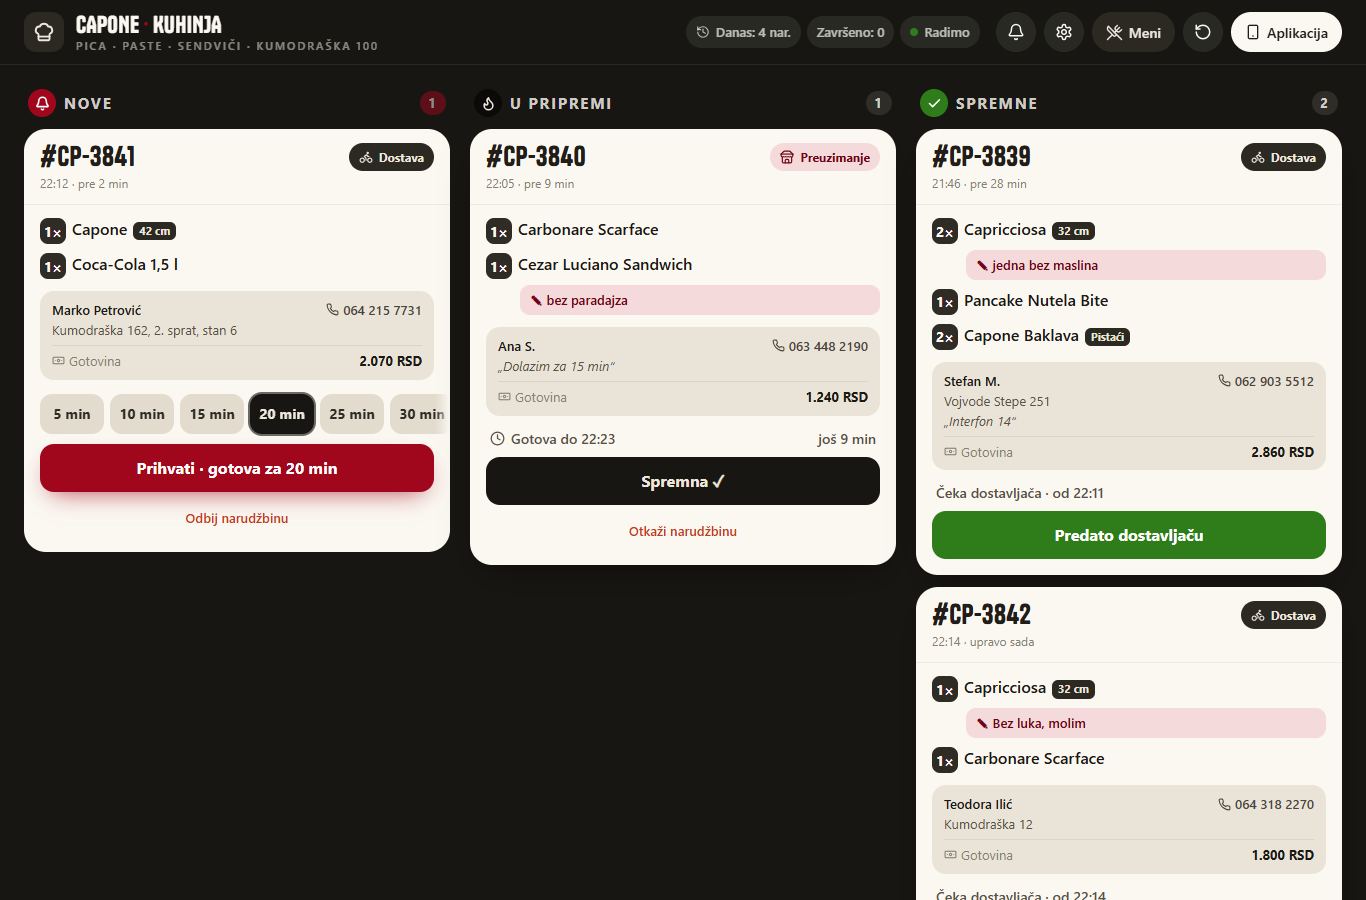 CAPONE · KUHINJA
PICA · PASTE · SENDVIČI · KUMODRAŠKA 100
Danas: 4 nar.
Završeno: 0
Radimo
Meni
Aplikacija
NOVE
1
#CP-3841
Dostava
22:12 · pre 2 min
1× Capone 42 cm
1× Coca-Cola 1,5 l
Marko Petrović
064 215 7731
Kumodraška 162, 2. sprat, stan 6
Gotovina
2.070 RSD
5 min
10 min
15 min
20 min
25 min
30 min
Prihvati · gotova za 20 min
Odbij narudžbinu
U PRIPREMI
1
#CP-3840
Preuzimanje
22:05 · pre 9 min
1× Carbonare Scarface
1× Cezar Luciano Sandwich
bez paradajza
Ana S.
063 448 2190
„Dolazim za 15 min“
Gotovina
1.240 RSD
Gotova do 22:23
još 9 min
Spremna ✓
Otkaži narudžbinu
SPREMNE
2
#CP-3839
Dostava
21:46 · pre 28 min
2× Capricciosa 32 cm
jedna bez maslina
1× Pancake Nutela Bite
2× Capone Baklava Pistaći
Stefan M.
062 903 5512
Vojvode Stepe 251
„Interfon 14“
Gotovina
2.860 RSD
Čeka dostavljača · od 22:11
Predato dostavljaču
#CP-3842
Dostava
22:14 · upravo sada
1× Capricciosa 32 cm
Bez luka, molim
1× Carbonare Scarface
Teodora Ilić
064 318 2270
Kumodraška 12
Gotovina
1.800 RSD
Čeka dostavljača · od 22:14